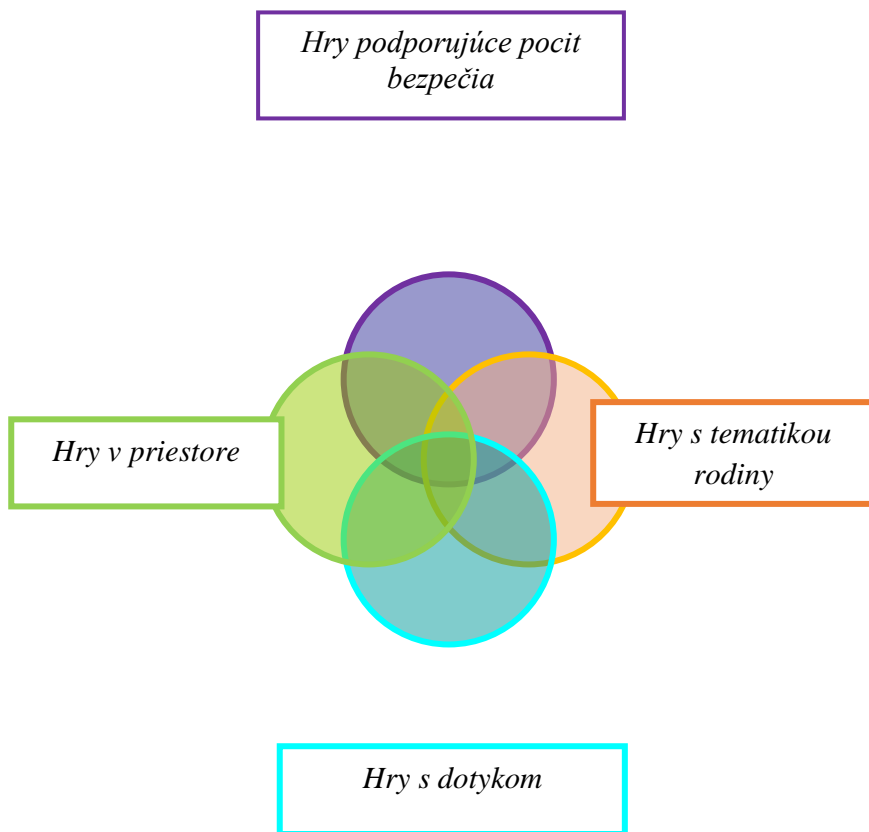 Hry podporujúce pocit
bezpečia
Hry v priestore
Hry s tematikou
rodiny
Hry s dotykom